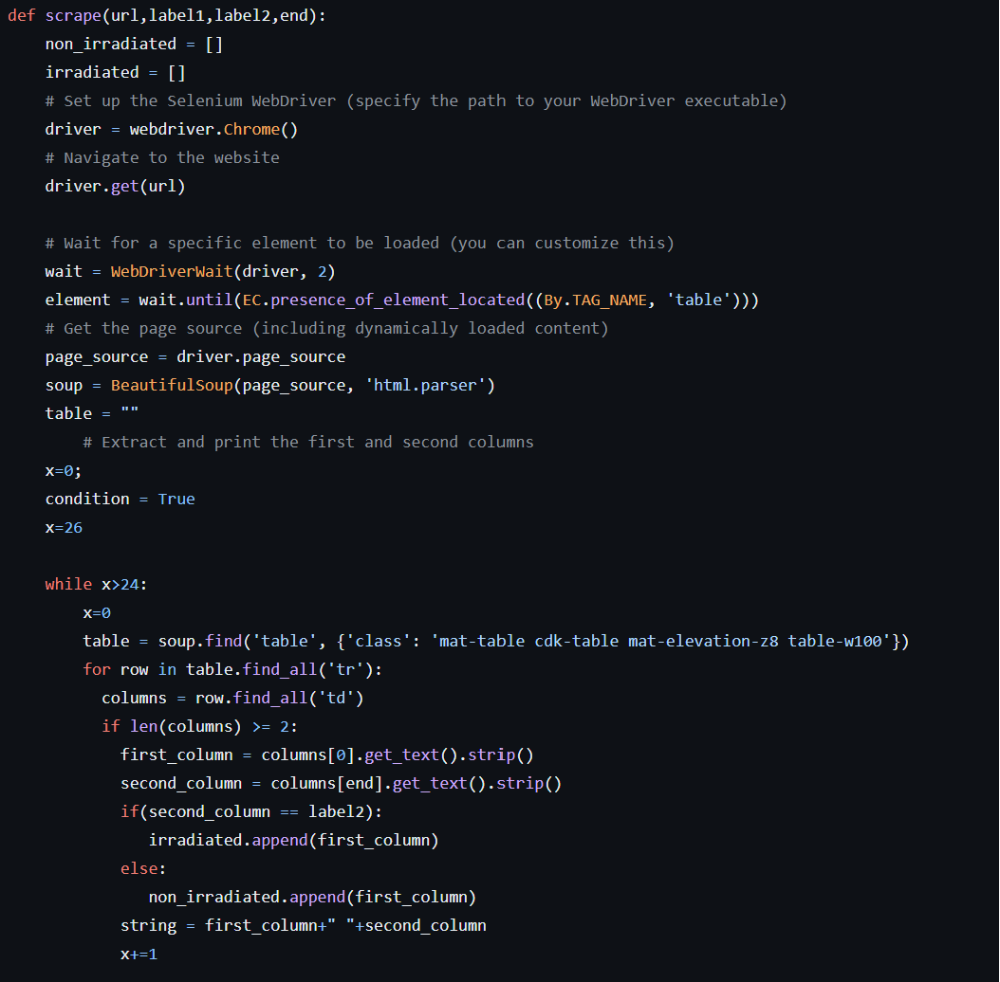 def scrape(url,label1,label2,end):
    non_irradiated = []
    irradiated = []
    # Set up the Selenium WebDriver (specify the path to your WebDriver executable)
    driver = webdriver.Chrome()
    # Navigate to the website
    driver.get(url)

    # Wait for a specific element to be loaded (you can customize this)
    wait = WebDriverWait(driver, 2)
    element = wait.until(EC.presence_of_element_located((By.TAG_NAME, 'table')))
    # Get the page source (including dynamically loaded content)
    page_source = driver.page_source
    soup = BeautifulSoup(page_source, 'html.parser')
    table = ""
        # Extract and print the first and second columns
    x=0;
    condition = True
    x=26

    while x>24:
        x=0
        table = soup.find('table', {'class': 'mat-table cdk-table mat-elevation-z8 table-w100'})
        for row in table.find_all('tr'):
          columns = row.find_all('td')
          if len(columns) >= 2:
            first_column = columns[0].get_text().strip()
            second_column = columns[end].get_text().strip()
            if(second_column == label2):
               irradiated.append(first_column)
            else:
               non_irradiated.append(first_column)
            string = first_column+" "+second_column
            x+=1